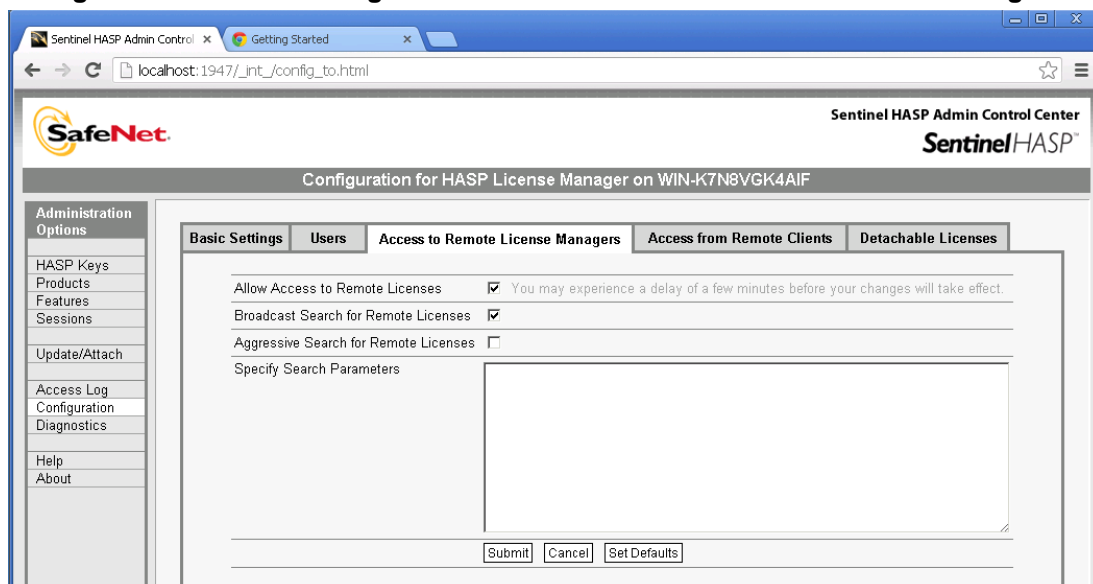 Sentinel HASP Admin Control
Getting Started
localhost:1947/_int_/config_to.html
SafeNet.
Sentinel HASP Admin Control Center
SentinelHASP™
Configuration for HASP License Manager on WIN-K7N8VGK4AIF
Administration
Options
HASP Keys
Products
Features
Sessions
Update/Attach
Access Log
Configuration
Diagnostics
Help
About
Basic Settings Users Access to Remote License Managers Access from Remote Clients Detachable Licenses
Allow Access to Remote Licenses You may experience a delay of a few minutes before your changes will take effect.
Broadcast Search for Remote Licenses
Aggressive Search for Remote Licenses
Specify Search Parameters
Submit Cancel Set Defaults